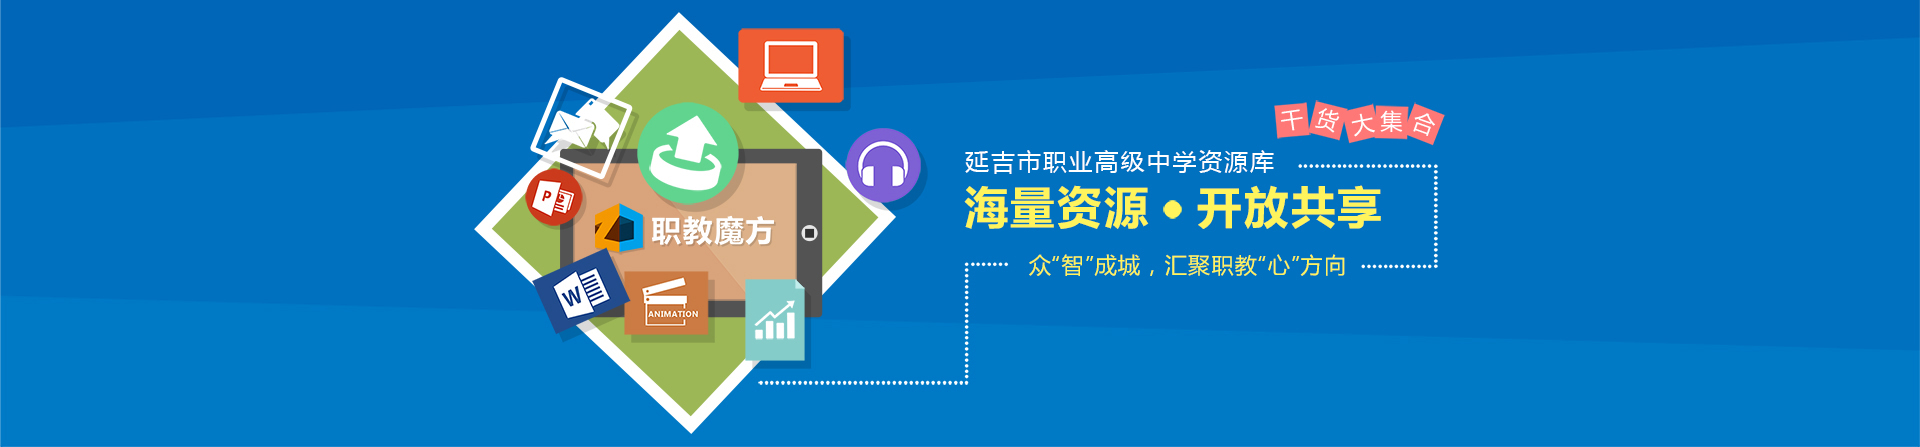 干货大集合
延吉市职业高级中学资源库
海量资源●开放共享
众“智”成城，汇聚职教“心”方向
P
职教魔方
W
ANIMATION